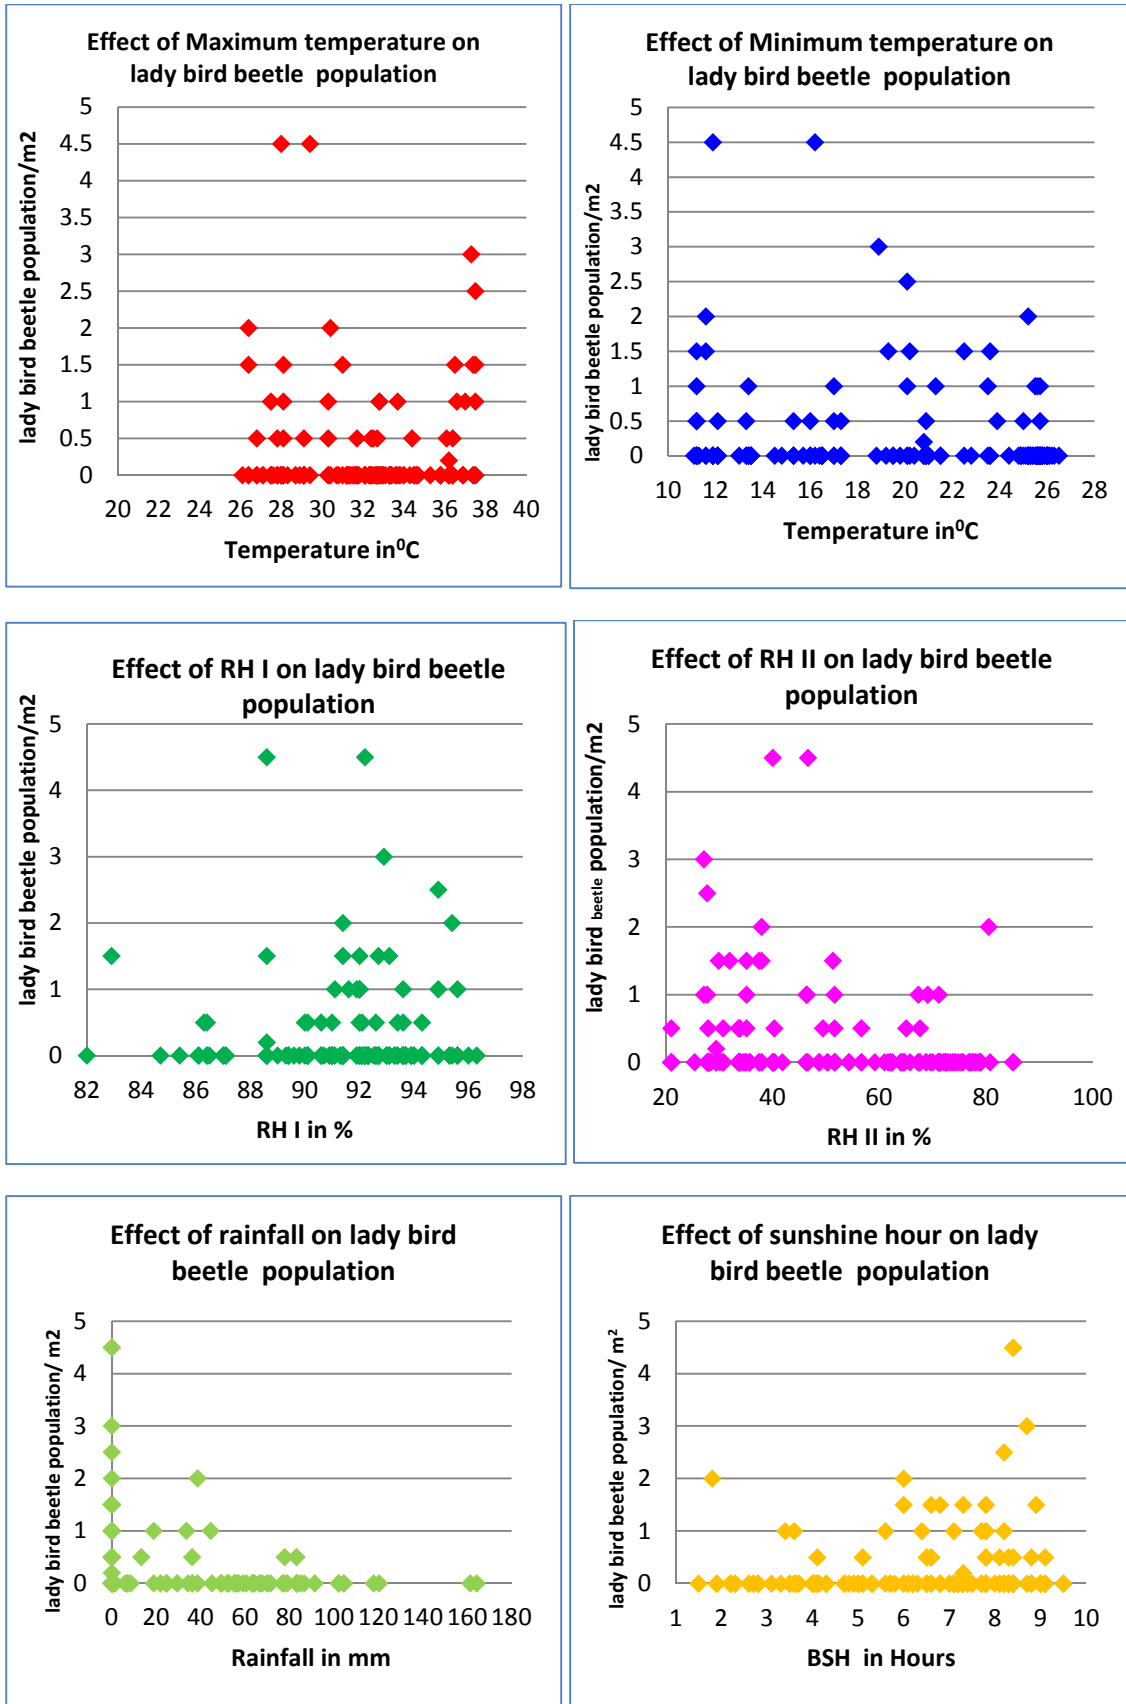 Effect of Maximum temperature on
lady bird beetle population
lady bird beetle population/m2
5
4.5
4
3.5
3
2.5
2
1.5
1
0.5
0
20 22 24 26 28 30 32 34 36 38 40
Temperature in⁰C
Effect of Minimum temperature on
lady bird beetle population
lady bird beetle population/m2
5
4.5
4
3.5
3
2.5
2
1.5
1
0.5
0
10 12 14 16 18 20 22 24 26 28
Temperature in⁰C
Effect of RH I on lady bird beetle
population
lady bird beetle population/m2
5
4
3
2
1
0
82 84 86 88 90 92 94 96 98
RH I in %
Effect of RH II on lady bird beetle
population
lady bird beetle population/m2
5
4
3
2
1
0
20 40 60 80 100
RH II in %
Effect of rainfall on lady bird
beetle population
lady bird beetle population/ m2
5
4
3
2
1
0
0 20 40 60 80 100 120 140 160 180
Rainfall in mm
Effect of sunshine hour on lady
bird beetle population
lady bird beetle population/ m²
5
4
3
2
1
0
1 2 3 4 5 6 7 8 9 10
BSH in Hours